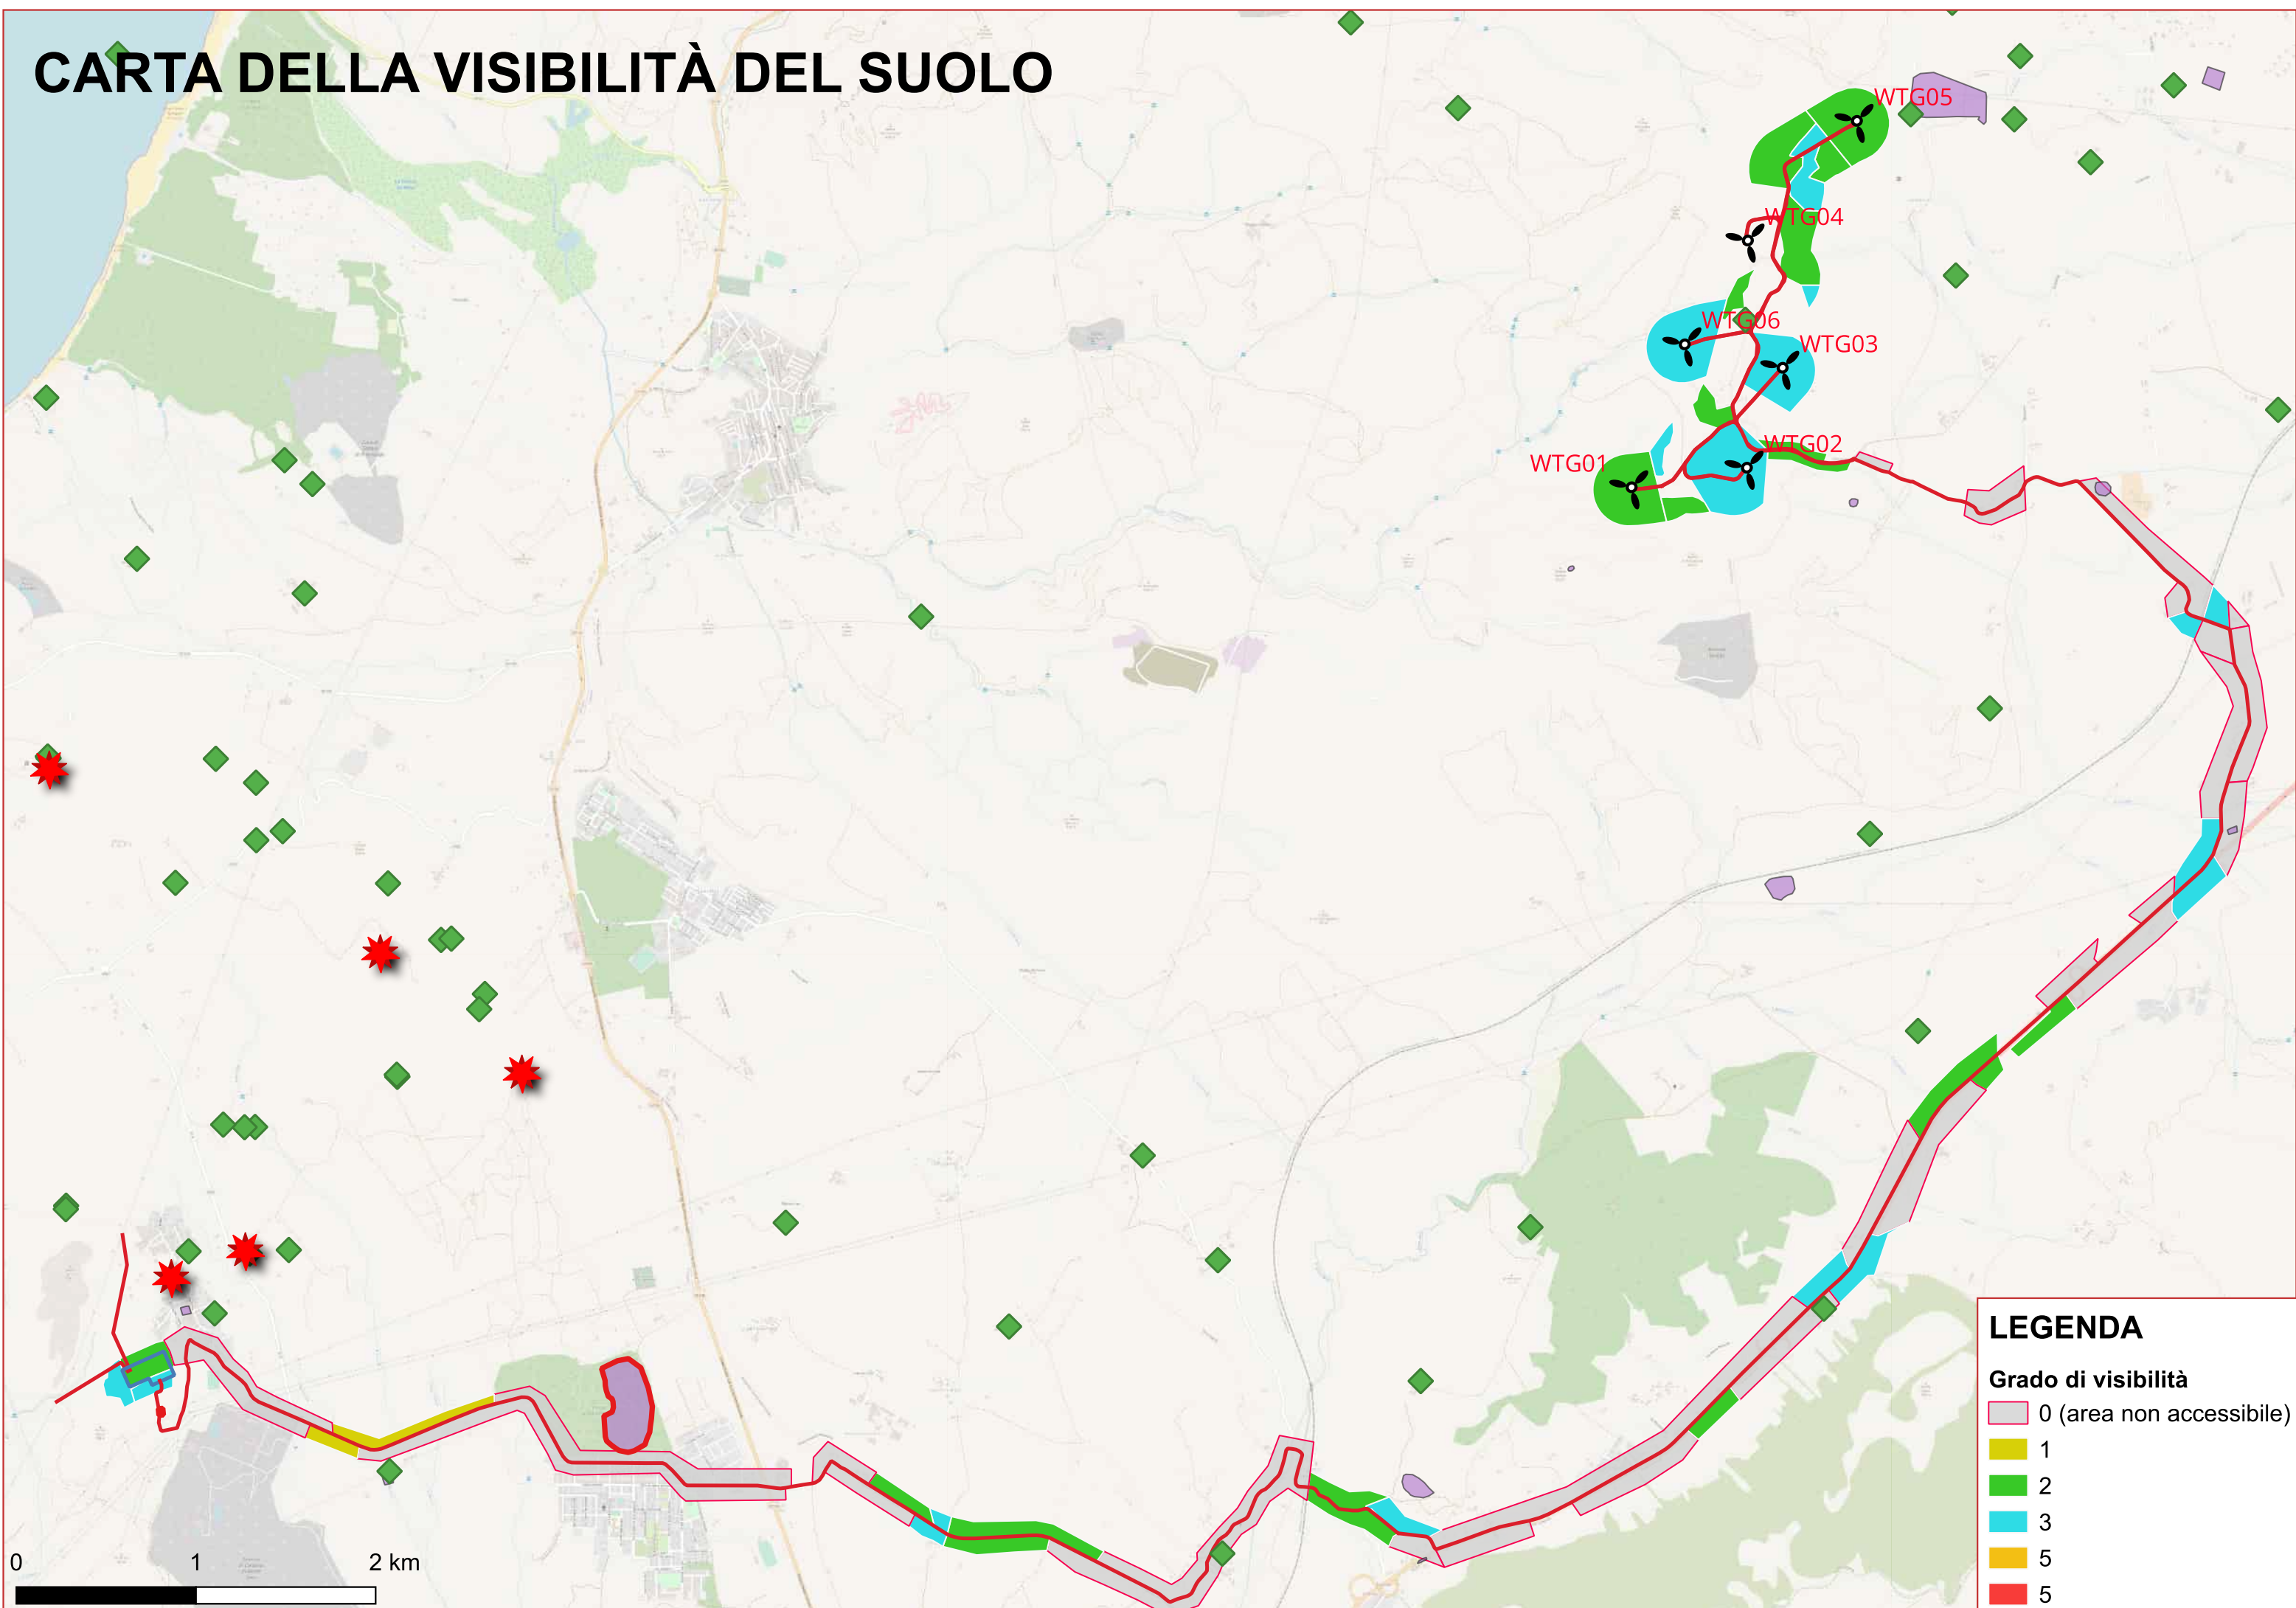 CARTA DELLA VISIBILITÀ DEL SUOLO
WTG05
WTG04
WTG06
WTG03
WTG02
WTG01
LEGENDA
Grado di visibilità
0 (area non accessibile)
1
2
3
5
5
0 1 2 km